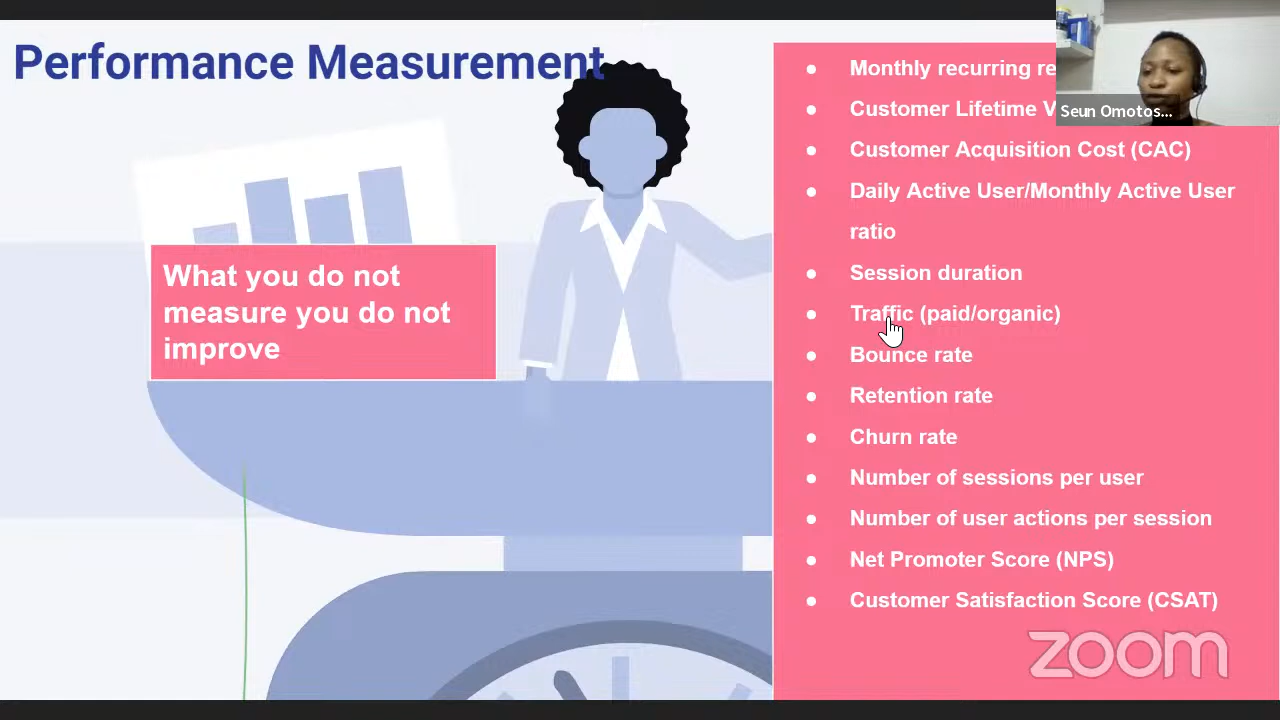 Performance Measurement
What you do not
measure you do not
improve
● Monthly recurring
● Customer Lifetime
● Customer Acquisition Cost (CAC)
● Daily Active User/Monthly Active User
ratio
● Session duration
● Traffic (paid/organic)
● Bounce rate
● Retention rate
● Churn rate
● Number of sessions per user
● Number of user actions per session
● Net Promoter Score (NPS)
● Customer Satisfaction Score (CSAT)
Seun Omotos...
zoom